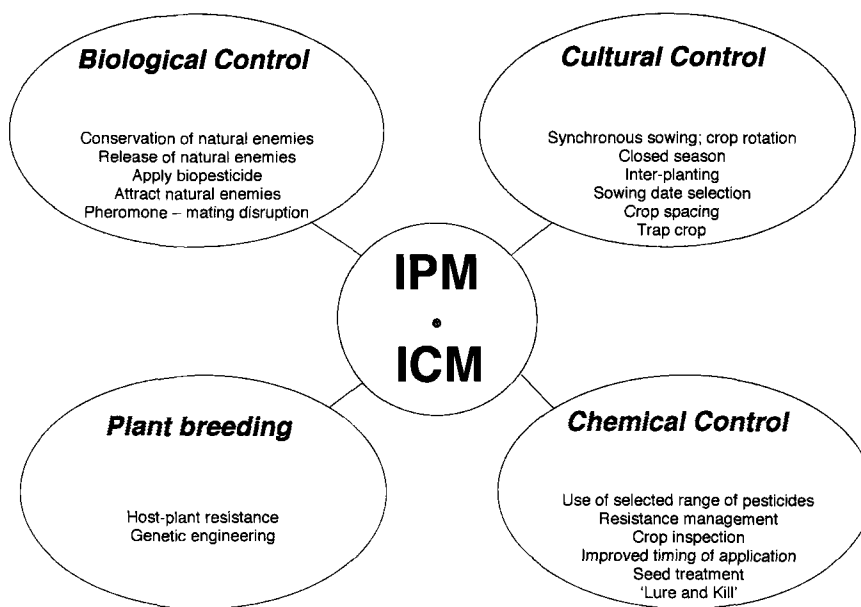 Biological Control
Conservation of natural enemies
Release of natural enemies
Apply biopesticide
Attract natural enemies
Pheromone – mating disruption
Cultural Control
Synchronous sowing; crop rotation
Closed season
Inter-planting
Sowing date selection
Crop spacing
Trap crop
IPM
•
ICM
Plant breeding
Host-plant resistance
Genetic engineering
Chemical Control
Use of selected range of pesticides
Resistance management
Crop inspection
Improved timing of application
Seed treatment
'Lure and Kill'